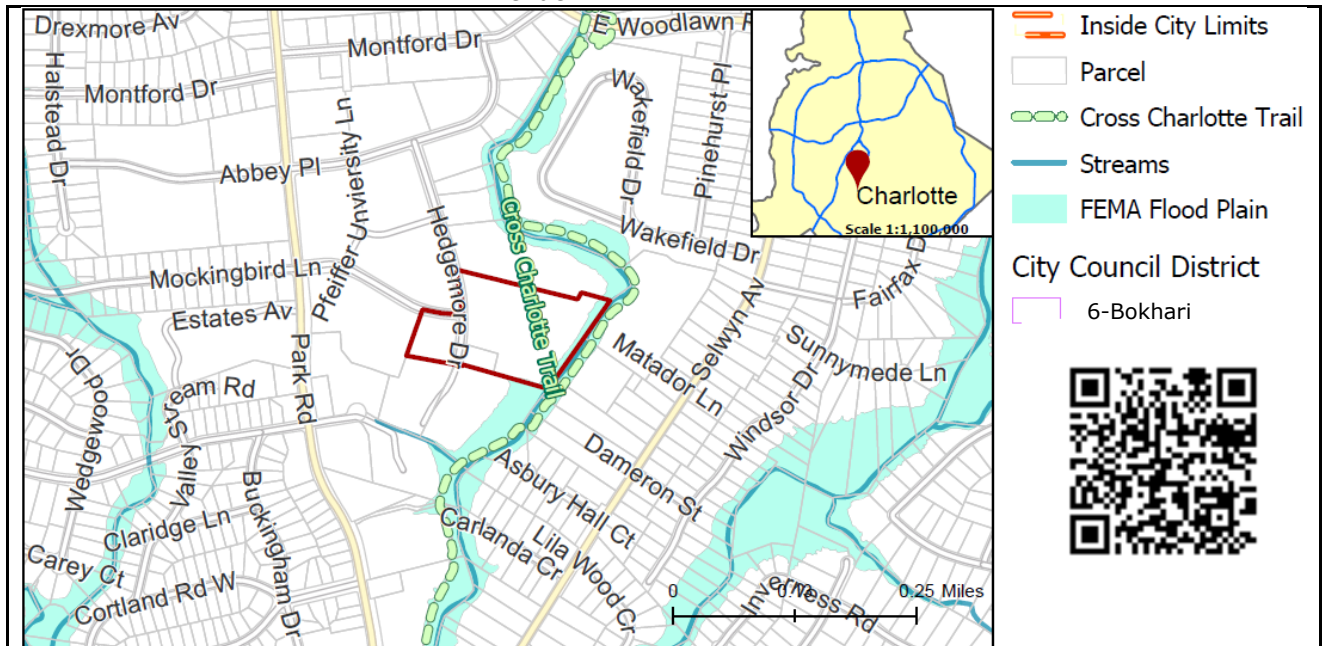 Drexmore Av
Montford Dr
E Woodlawn R
Halstead Dr
Montford Dr
Wakefield Dr
Pinehurst Pl
Abbey Pl
Pfeiffer Unviersity Ln
Hedgemore Dr
Cross Charlotte Trail
Wakefield Dr
Mockingbird Ln
Estates Av
Fairfax D
Selwyn Av
Matador Ln
Sunnymede Ln
Windsor Dr
Park Rd
Wedgewood Dr
Valley Stream Rd
Buckingham Dr
Claridge Ln
Carey Ct
Cortland Rd W
Dameron St
Asbury Hall Ct
Carlanda Cr
Lila Wood Cr
Inverness Rd
0
0.25 Miles
Charlotte
Scale 1:1,100,000
Inside City Limits
Parcel
Cross Charlotte Trail
Streams
FEMA Flood Plain
City Council District
6-Bokhari